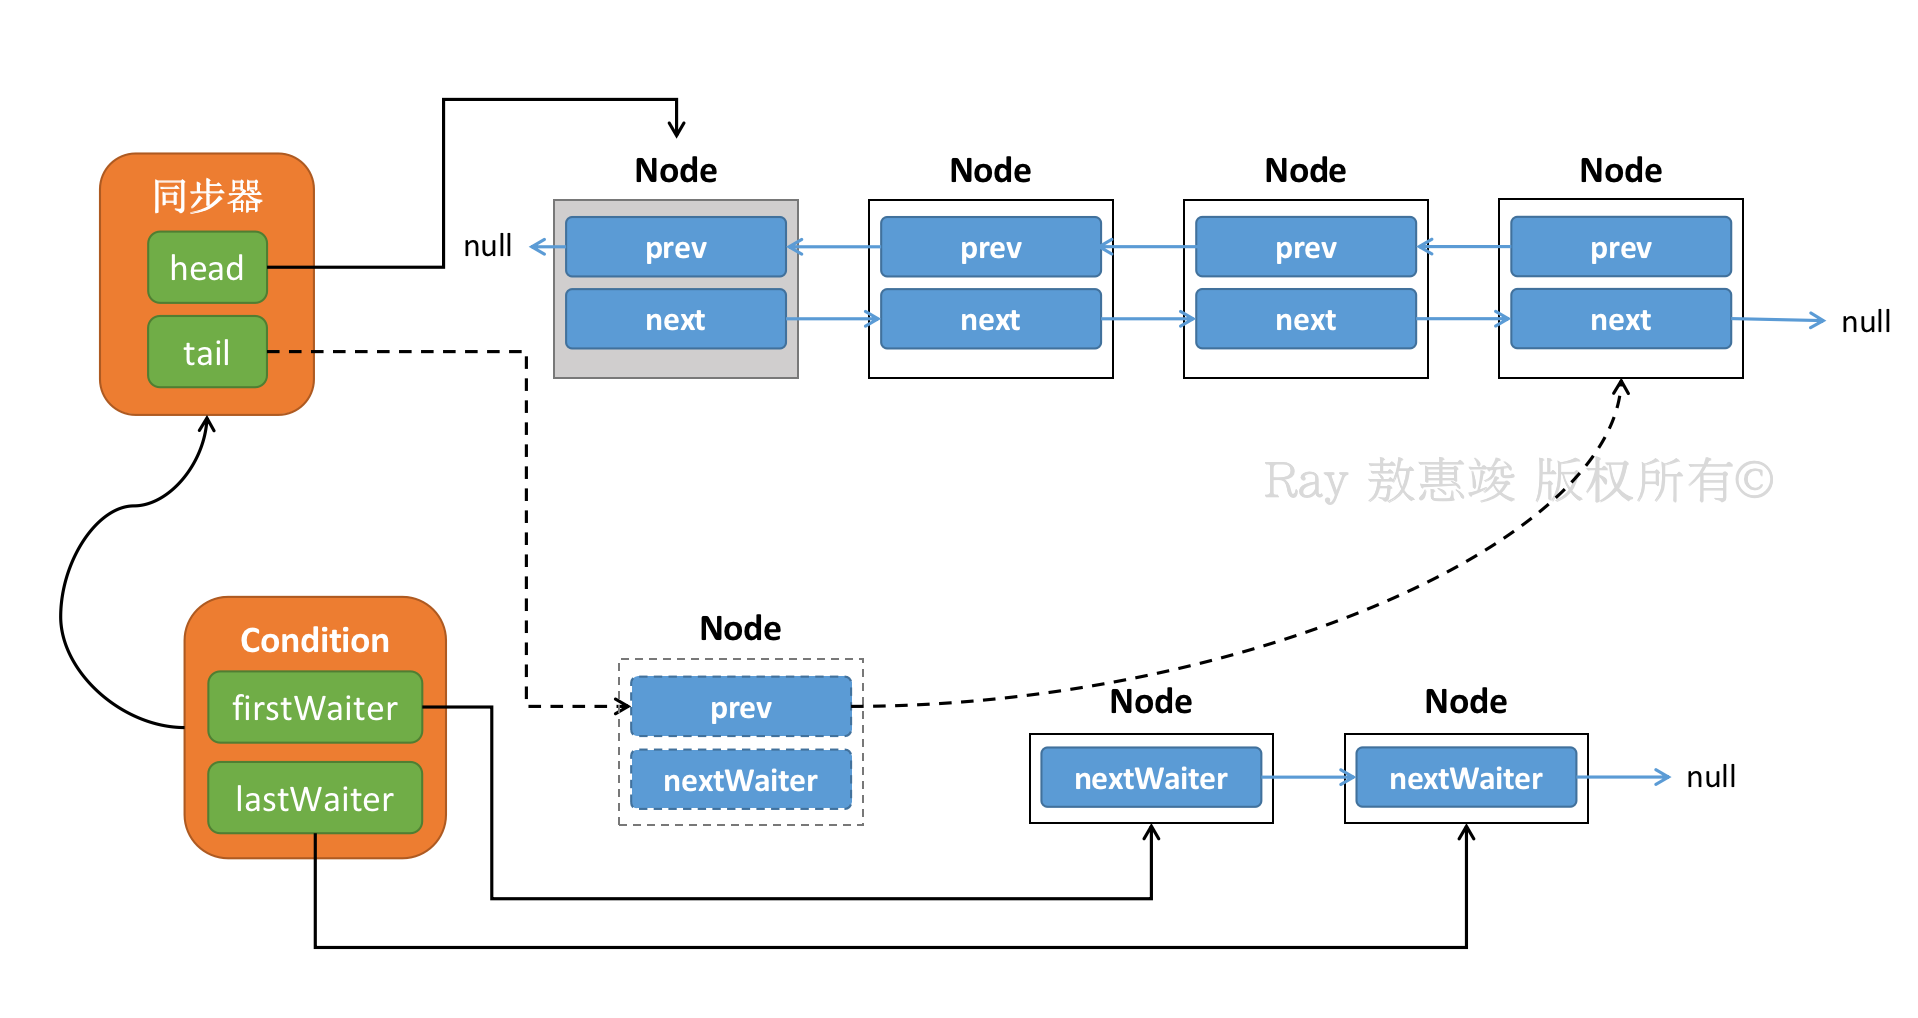 同步器
head
tail
Node
Node
Node
Node
null
prev
prev
prev
prev
next
next
next
next
null
Ray 敖惠竣 版权所有©
Condition
firstWaiter
lastWaiter
Node
prev
nextWaiter
Node
Node
nextWaiter
nextWaiter
null